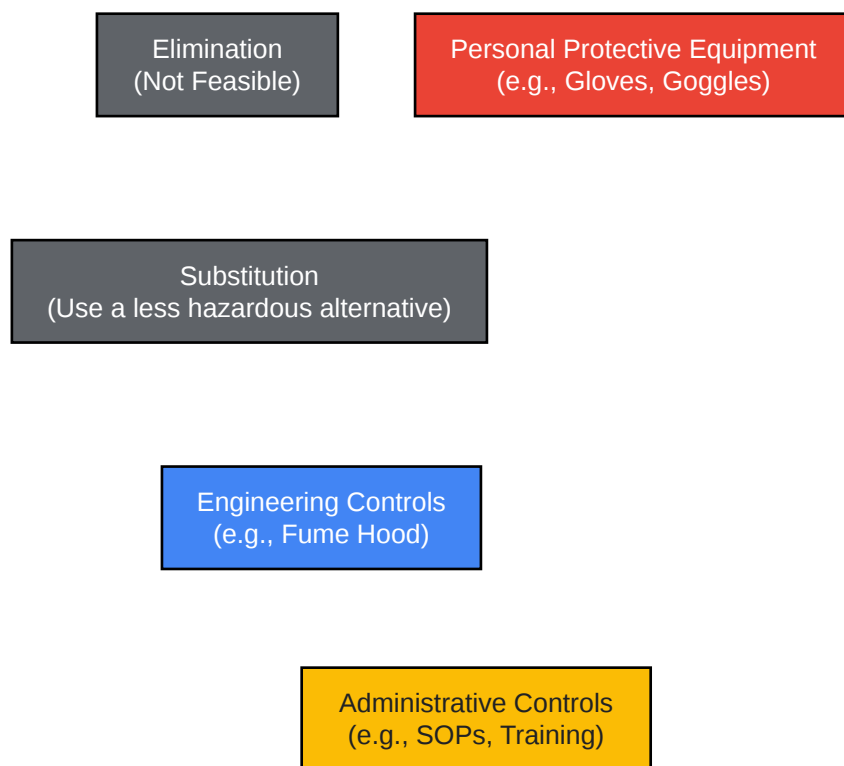 Elimination
(Not Feasible)
Personal Protective Equipment
(e.g., Gloves, Goggles)
Substitution
(Use a less hazardous alternative)
Engineering Controls
(e.g., Fume Hood)
Administrative Controls
(e.g., SOPs, Training)